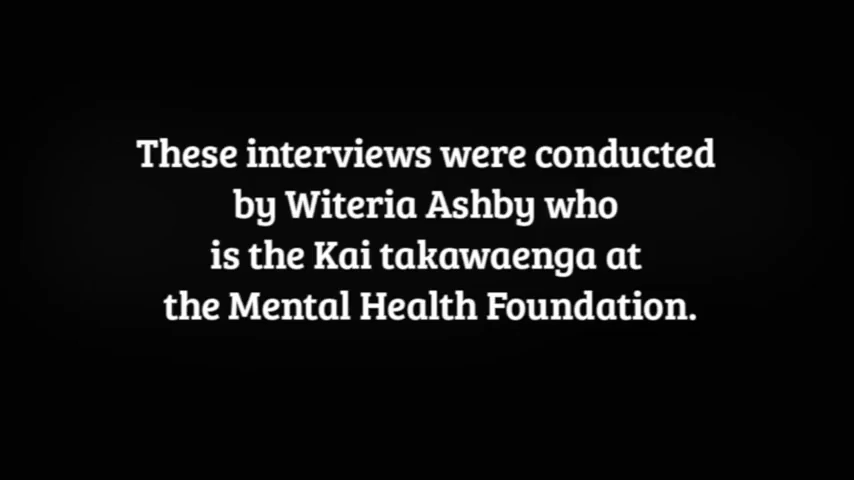 These interviews were conducted
by Witeria Ashby who
is the Kai takawaenga at
the Mental Health Foundation.